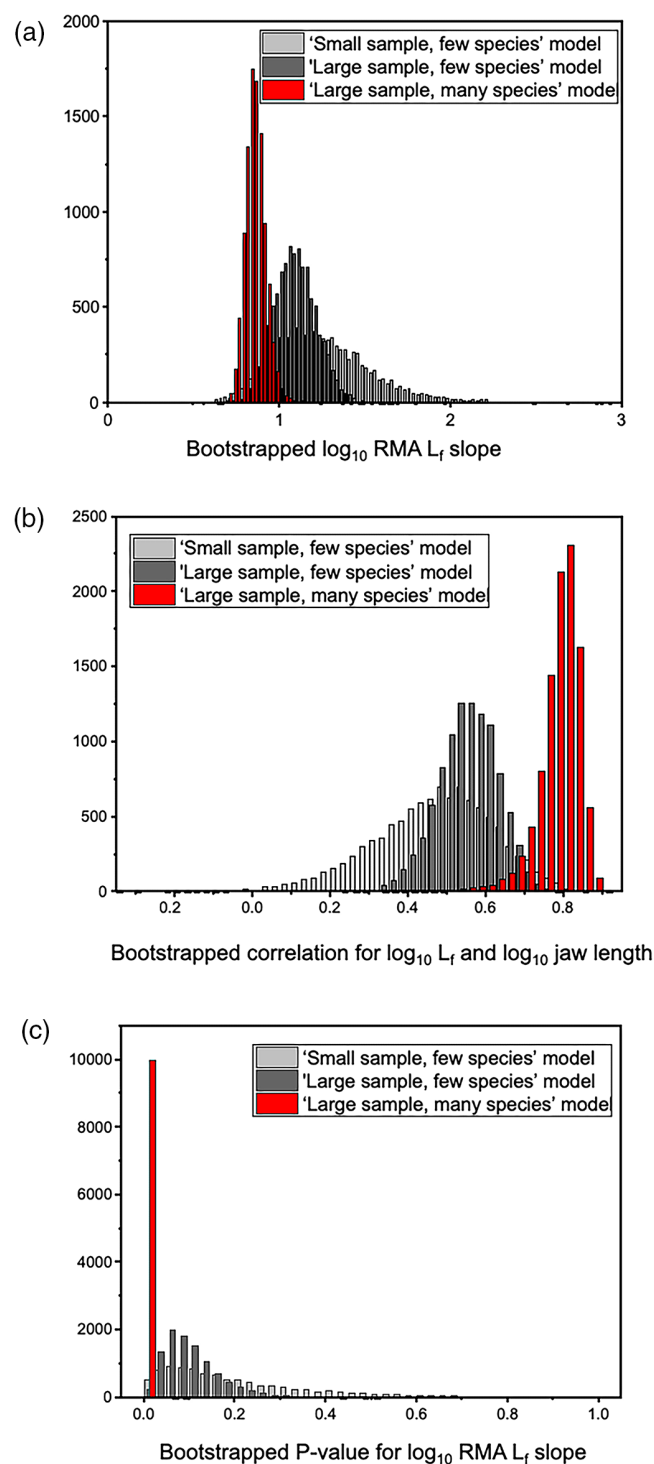 (a)
2000
1500
1000
500
0
'Small sample, few species' model
'Large sample, few species' model
'Large sample, many species' model
0 1 2 3
Bootstrapped log₁₀ RMA L_f slope
(b)
2500
2000
1500
1000
500
0
'Small sample, few species' model
'Large sample, few species' model
'Large sample, many species' model
0.2 0.0 0.2 0.4 0.6 0.8
Bootstrapped correlation for log₁₀ L_f and log₁₀ jaw length
(c)
10000
8000
6000
4000
2000
0
'Small sample, few species' model
'Large sample, few species' model
'Large sample, many species' model
0.0 0.2 0.4 0.6 0.8 1.0
Bootstrapped P-value for log₁₀ RMA L_f slope